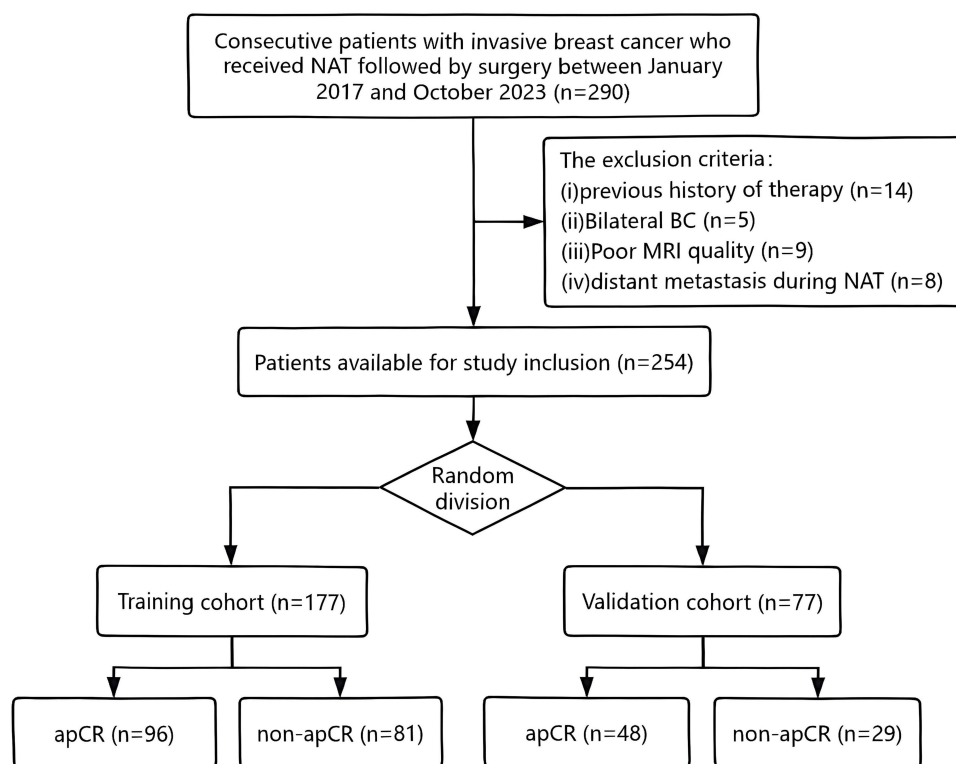 Consecutive patients with invasive breast cancer who
received NAT followed by surgery between January
2017 and October 2023 (n=290)
The exclusion criteria:
(i)previous history of therapy (n=14)
(ii)Bilateral BC (n=5)
(iii)Poor MRI quality (n=9)
(iv)distant metastasis during NAT (n=8)
Patients available for study inclusion (n=254)
Random
division
Training cohort (n=177)
Validation cohort (n=77)
apCR (n=96)
non-apCR (n=81)
apCR (n=48)
non-apCR (n=29)